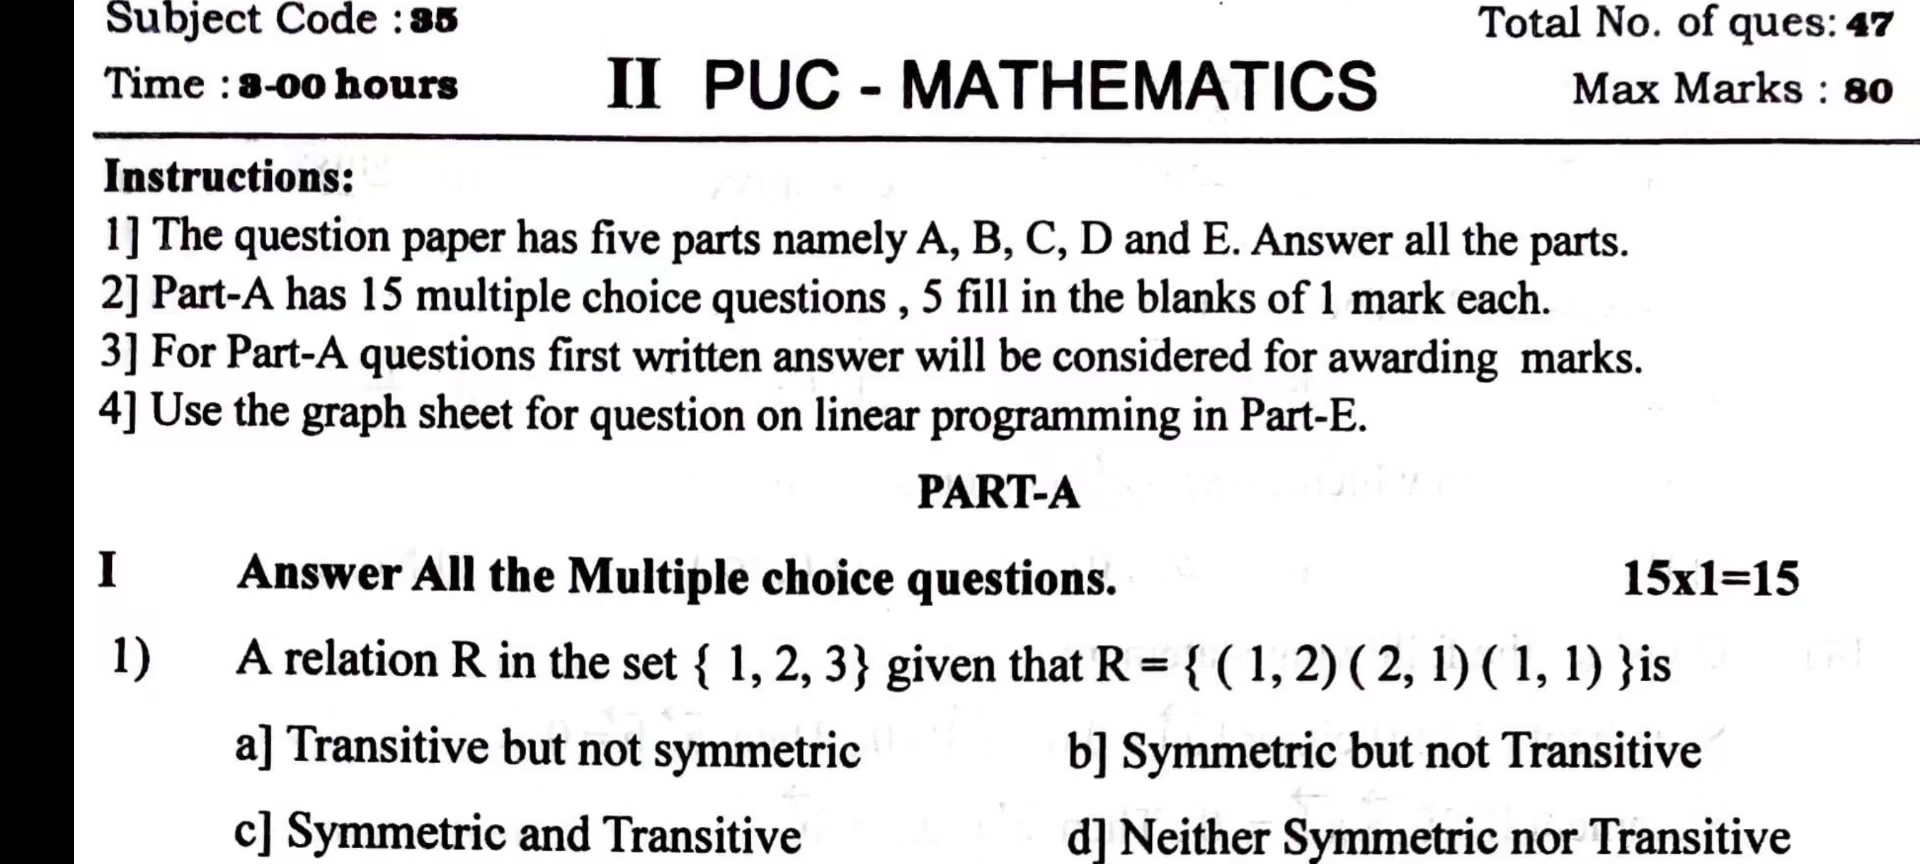 Subject Code : 35
Total No. of ques: 47
Time : 3-00 hours
II PUC - MATHEMATICS
Max Marks : 80
Instructions:
1] The question paper has five parts namely A, B, C, D and E. Answer all the parts.
2] Part-A has 15 multiple choice questions , 5 fill in the blanks of 1 mark each.
3] For Part-A questions first written answer will be considered for awarding marks.
4] Use the graph sheet for question on linear programming in Part-E.
PART-A
I Answer All the Multiple choice questions. 15x1=15
1) A relation R in the set { 1, 2, 3} given that R = { ( 1, 2) ( 2, 1) ( 1, 1) }is
a] Transitive but not symmetric b] Symmetric but not Transitive
c] Symmetric and Transitive d] Neither Symmetric nor Transitive